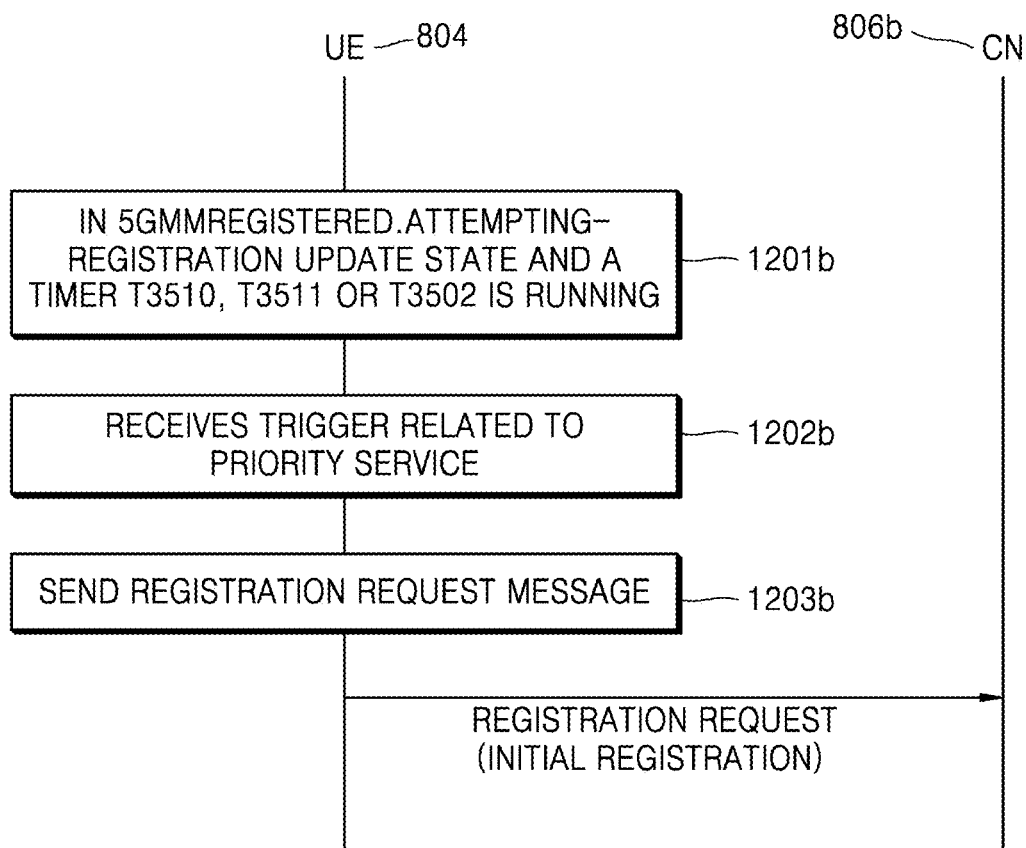 UE 804
806b CN
IN 5GMMREGISTERED.ATTEMPTING-
REGISTRATION UPDATE STATE AND A
TIMER T3510, T3511 OR T3502 IS RUNNING
1201b
RECEIVES TRIGGER RELATED TO
PRIORITY SERVICE
1202b
SEND REGISTRATION REQUEST MESSAGE
1203b
REGISTRATION REQUEST
(INITIAL REGISTRATION)